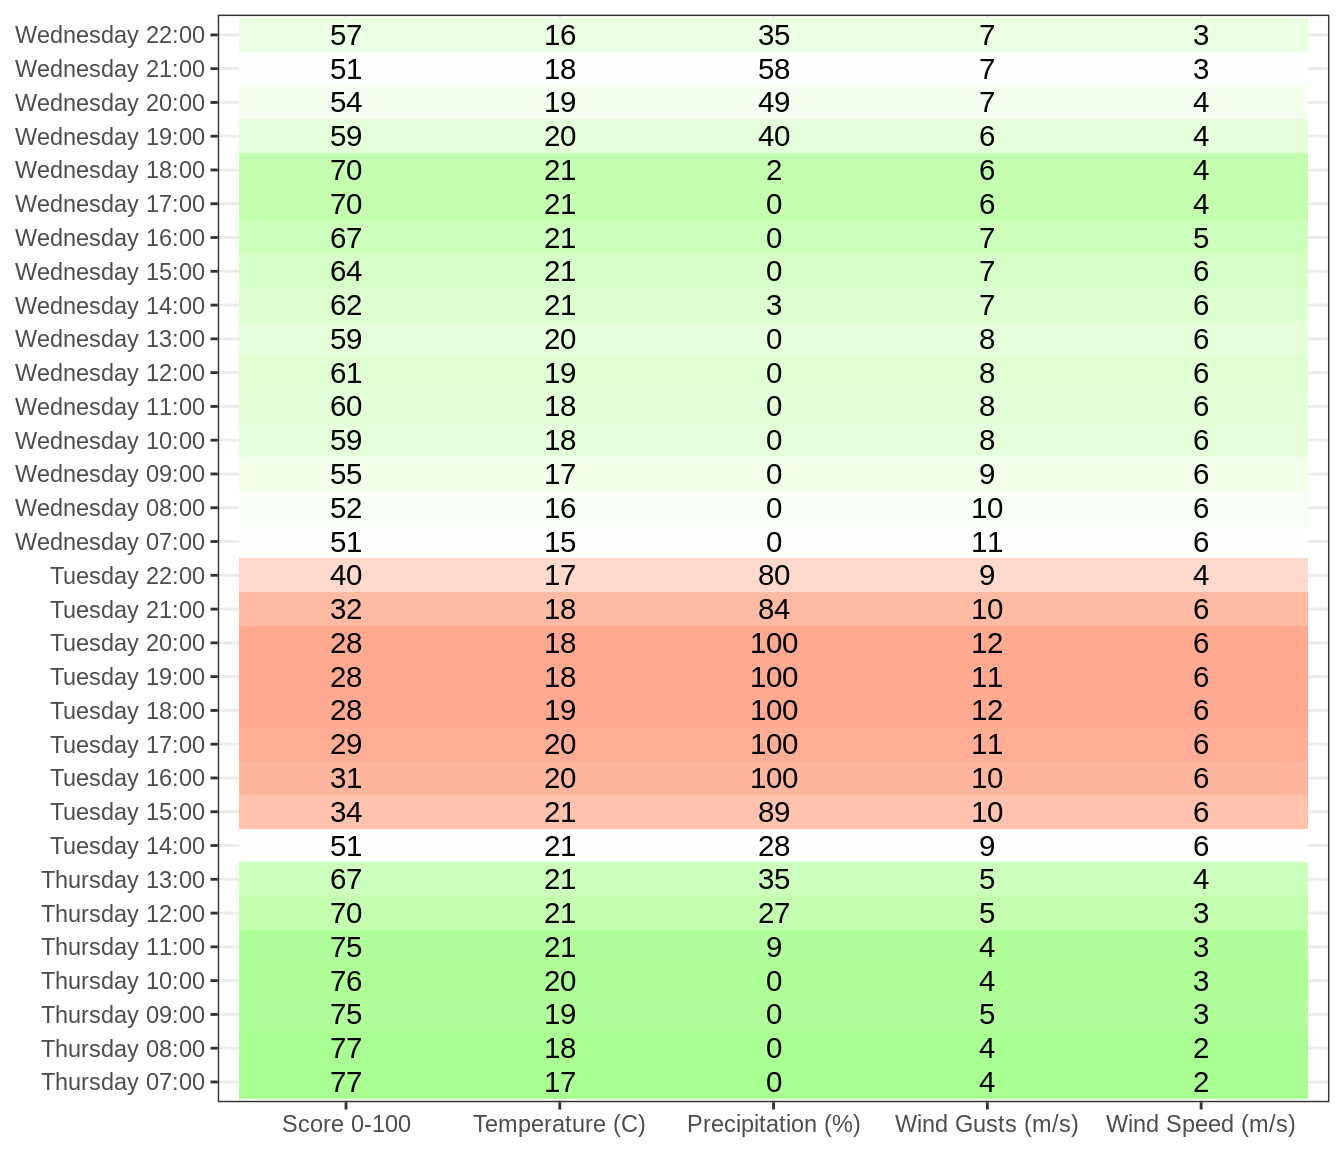 Wednesday 22:00 57 16 35 7 3
Wednesday 21:00 51 18 58 7 3
Wednesday 20:00 54 19 49 7 4
Wednesday 19:00 59 20 40 6 4
Wednesday 18:00 70 21 2 6 4
Wednesday 17:00 70 21 0 6 4
Wednesday 16:00 67 21 0 7 5
Wednesday 15:00 64 21 0 7 6
Wednesday 14:00 62 21 3 7 6
Wednesday 13:00 59 20 0 8 6
Wednesday 12:00 61 19 0 8 6
Wednesday 11:00 60 18 0 8 6
Wednesday 10:00 59 18 0 8 6
Wednesday 09:00 55 17 0 9 6
Wednesday 08:00 52 16 0 10 6
Wednesday 07:00 51 15 0 11 6
Tuesday 22:00 40 17 80 9 4
Tuesday 21:00 32 18 84 10 6
Tuesday 20:00 28 18 100 12 6
Tuesday 19:00 28 18 100 11 6
Tuesday 18:00 28 19 100 12 6
Tuesday 17:00 29 20 100 11 6
Tuesday 16:00 31 20 100 10 6
Tuesday 15:00 34 21 89 10 6
Tuesday 14:00 51 21 28 9 6
Thursday 13:00 67 21 35 5 4
Thursday 12:00 70 21 27 5 3
Thursday 11:00 75 21 9 4 3
Thursday 10:00 76 20 0 4 3
Thursday 09:00 75 19 0 5 3
Thursday 08:00 77 18 0 4 2
Thursday 07:00 77 17 0 4 2
Score 0-100 Temperature (C) Precipitation (%) Wind Gusts (m/s) Wind Speed (m/s)